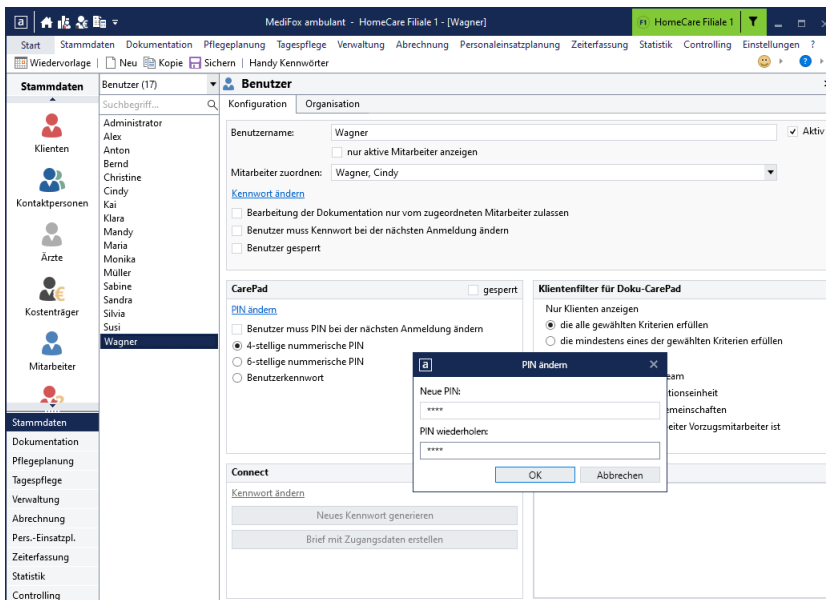 a
MediFox ambulant - HomeCare Filiale 1 - [Wagner]
F1 HomeCare Filiale 1
Start Stammdaten Dokumentation Pflegeplanung Tagespflege Verwaltung Abrechnung Personaleinsatzplanung Zeiterfassung Statistik Controlling Einstellungen ?
Wiedervorlage | Neu Kopie Sichern | Handy Kennwörter
Stammdaten
Klienten
Kontaktpersonen
Ärzte
Kostenträger
Mitarbeiter
Stammdaten
Dokumentation
Pflegeplanung
Tagespflege
Verwaltung
Abrechnung
Pers.-Einsatzpl.
Zeiterfassung
Statistik
Controlling
Benutzer (17)
Suchbegriff...
Administrator
Alex
Anton
Bernd
Christine
Cindy
Kai
Klara
Mandy
Maria
Monika
Müller
Sabine
Sandra
Silvia
Susi
Wagner
Benutzer
Konfiguration Organisation
Benutzername: Wagner Aktiv
nur aktive Mitarbeiter anzeigen
Mitarbeiter zuordnen: Wagner, Cindy
Kennwort ändern
Bearbeitung der Dokumentation nur vom zugeordneten Mitarbeiter zulassen
Benutzer muss Kennwort bei der nächsten Anmeldung ändern
Benutzer gesperrt
CarePad gesperrt
PIN ändern
Benutzer muss PIN bei der nächsten Anmeldung ändern
4-stellige nummerische PIN
6-stellige nummerische PIN
Benutzerkennwort
Klientenfilter für Doku-CarePad
Nur Klienten anzeigen
die alle gewählten Kriterien erfüllen
die mindestens eines der gewählten Kriterien erfüllen
eam
tionseinheit
emeinschaften
eiter Vorzugsmitarbeiter ist
a PIN ändern
Neue PIN:
****
PIN wiederholen:
****
OK Abbrechen
Connect
Kennwort ändern
Neues Kennwort generieren
Brief mit Zugangsdaten erstellen